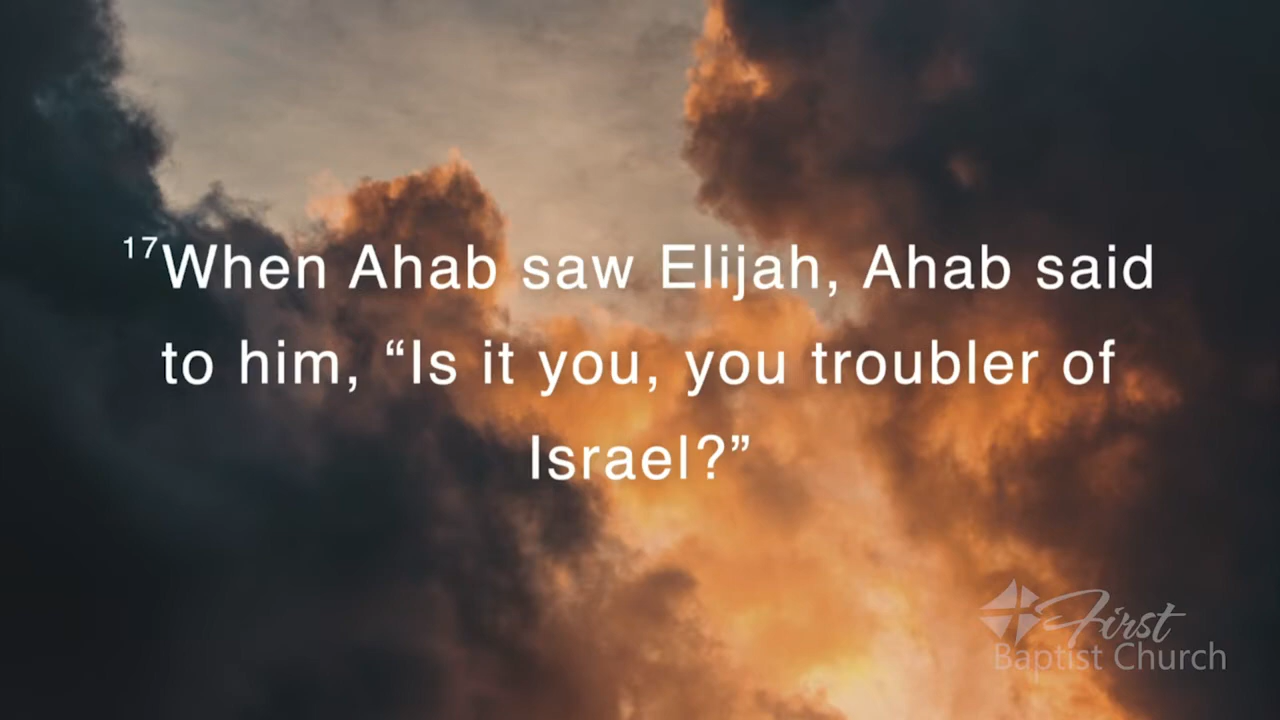 17When Ahab saw Elijah, Ahab said
to him, “Is it you, you troubler of
Israel?”
First
Baptist Church